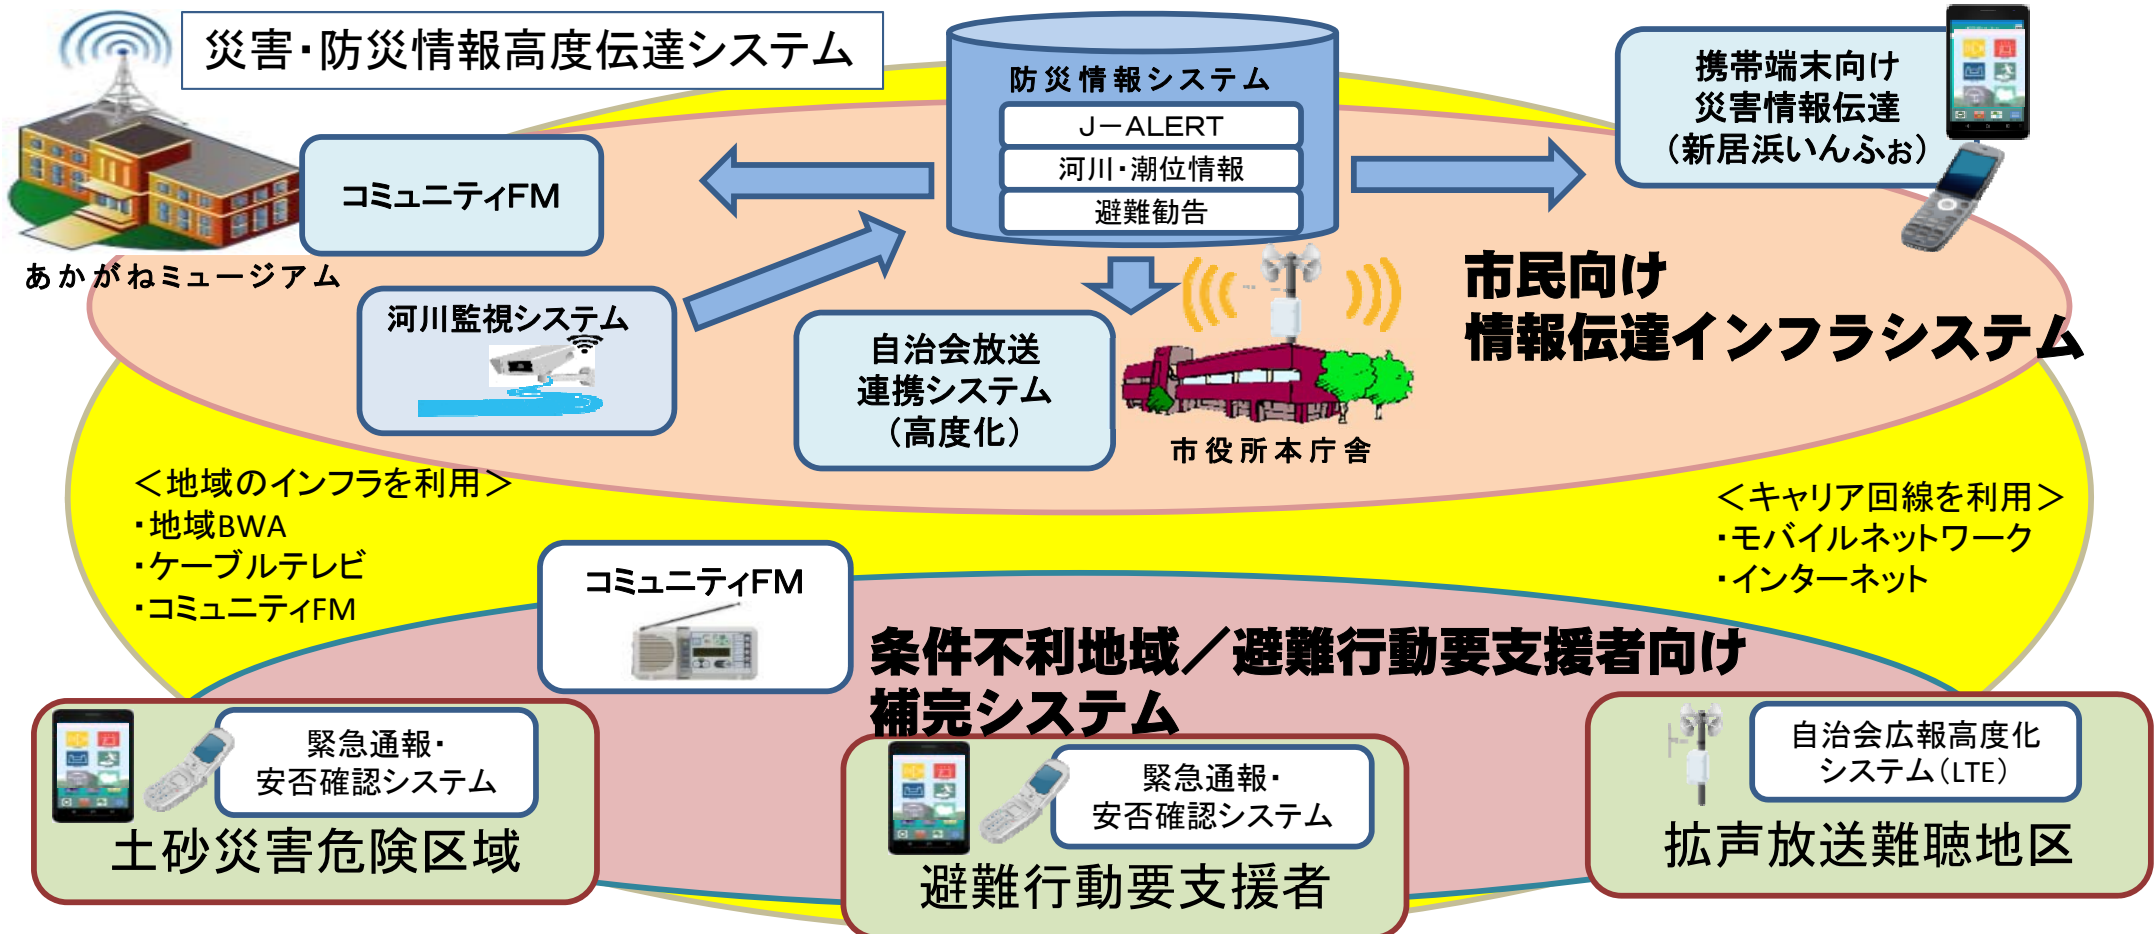 災害・防災情報高度伝達システム
防災情報システム
J－ALERT
河川・潮位情報
避難勧告
携帯端末向け
災害情報伝達
（新居浜いんふぉ）
コミュニティFM
あかがねミュージアム
河川監視システム
自治会放送
連携システム
（高度化）
市役所本庁舎
市民向け
情報伝達インフラシステム
＜地域のインフラを利用＞
・地域BWA
・ケーブルテレビ
・コミュニティFM
＜キャリア回線を利用＞
・モバイルネットワーク
・インターネット
コミュニティFM
条件不利地域／避難行動要支援者向け
補完システム
緊急通報・
安否確認システム
土砂災害危険区域
緊急通報・
安否確認システム
避難行動要支援者
自治会広報高度化
システム（LTE）
拡声放送難聴地区